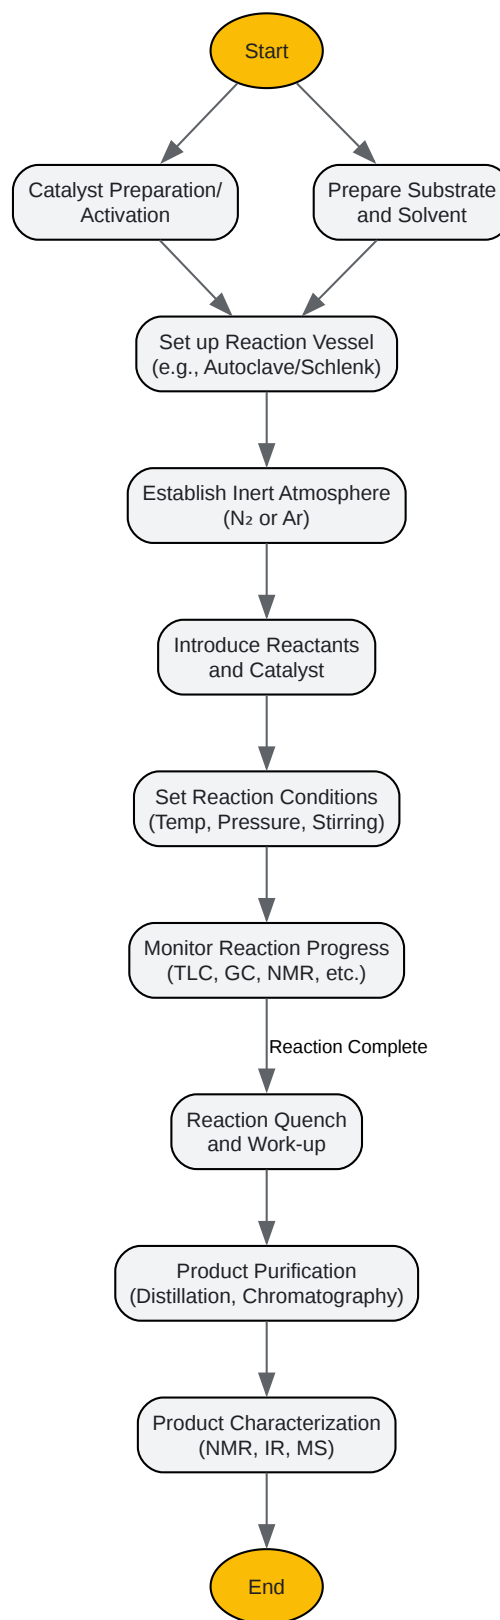 Start
Catalyst Preparation/
Activation
Prepare Substrate
and Solvent
Set up Reaction Vessel
(e.g., Autoclave/Schlenk)
Establish Inert Atmosphere
(N₂ or Ar)
Introduce Reactants
and Catalyst
Set Reaction Conditions
(Temp, Pressure, Stirring)
Monitor Reaction Progress
(TLC, GC, NMR, etc.)
Reaction Complete
Reaction Quench
and Work-up
Product Purification
(Distillation, Chromatography)
Product Characterization
(NMR, IR, MS)
End